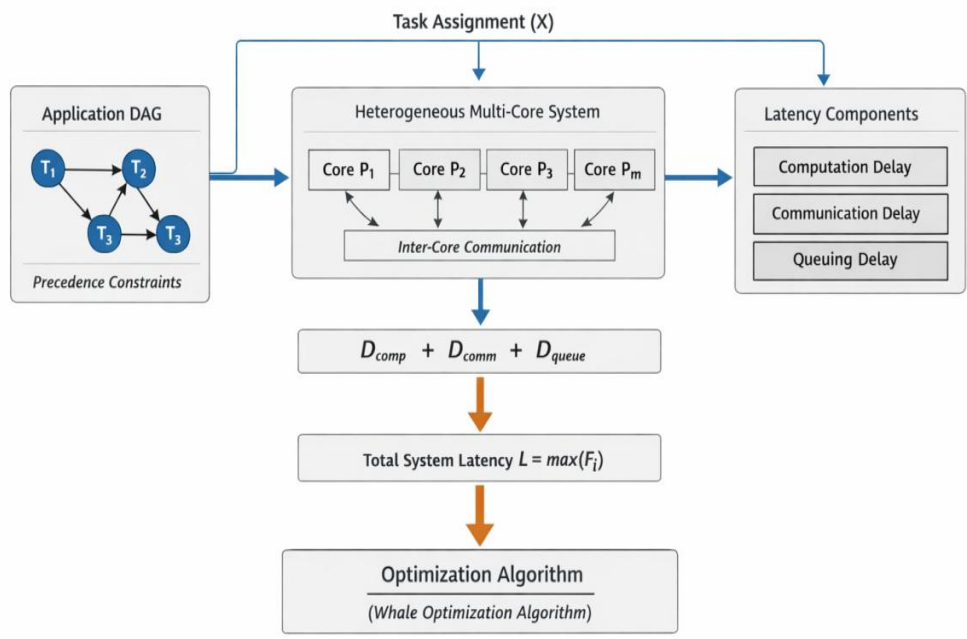 Task Assignment (X)
Application DAG
T1
T2
T3
T3
Precedence Constraints
Heterogeneous Multi-Core System
Core P1
Core P2
Core P3
Core Pm
Inter-Core Communication
Latency Components
Computation Delay
Communication Delay
Queuing Delay
Dcomp + Dcomm + Dqueue
Total System Latency L = max(Fi)
Optimization Algorithm
(Whale Optimization Algorithm)